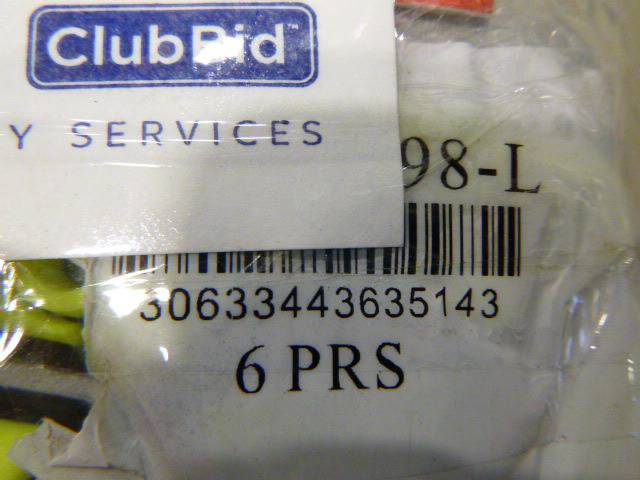 ClubBid™
Y SERVICES
98-L
30633443635143
6 PRS